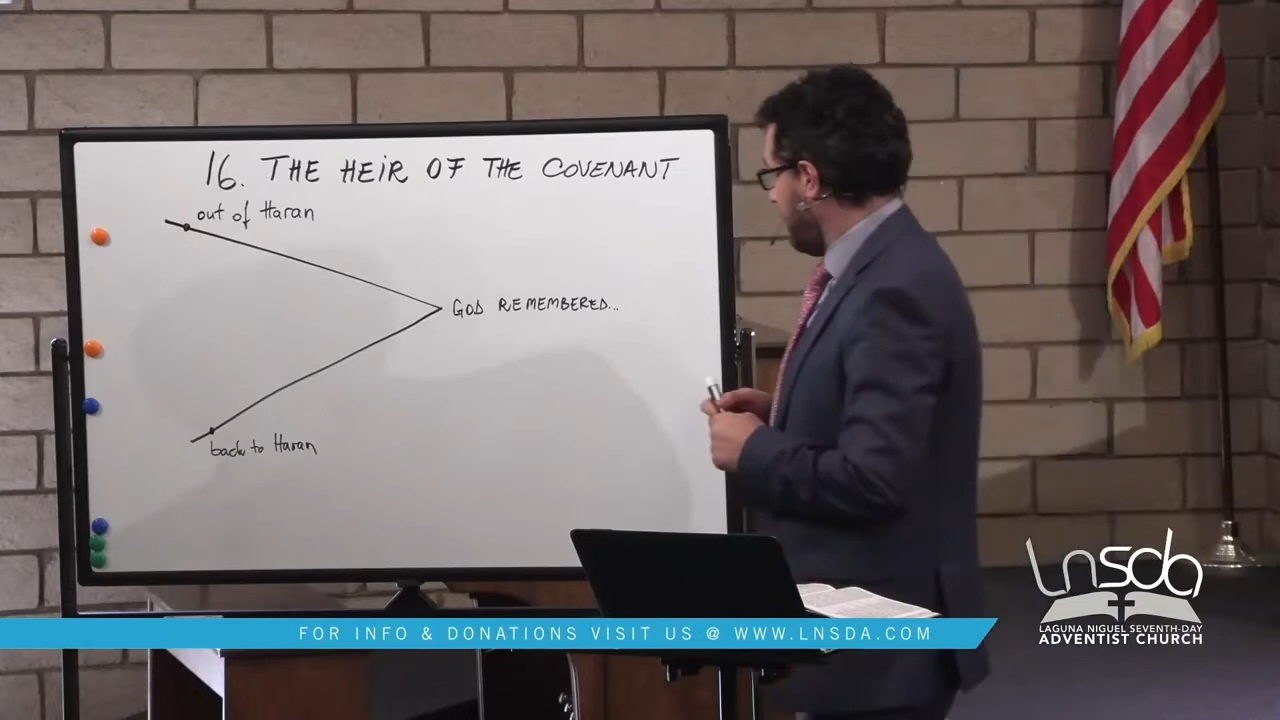 16. THE HEIR OF THE COVENANT
out of Haran
GOD REMEMBERED...
back to Haran
FOR INFO & DONATIONS VISIT US @ WWW.LNSDA.COM
LNSDA
LAGUNA NIGUEL SEVENTH-DAY
ADVENTIST CHURCH